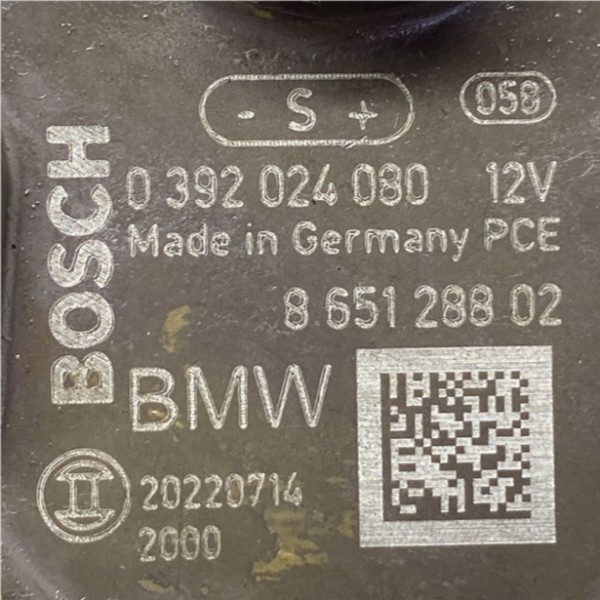 - S +
058
BOSCH
0 392 024 080 12V
Made in Germany PCE
8 651 288 02
BMW
20220714
2000